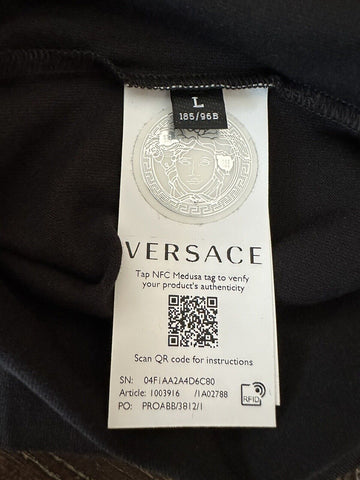 L
185/96B
VERSACE
Tap NFC Medusa tag to verify
your product's authenticity
Scan QR code for instructions
SN: 04F1AA2A4D6C80
Article: 1003916 /1A02788
PO: PROABB/3812/1
RFID